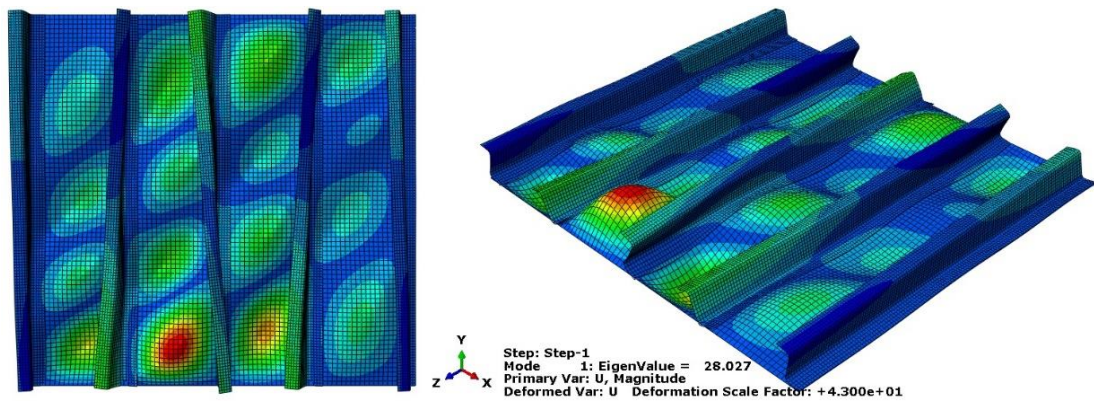 Y
Z X
Step: Step-1
Mode 1: EigenValue = 28.027
Primary Var: U, Magnitude
Deformed Var: U Deformation Scale Factor: +4.300e+01